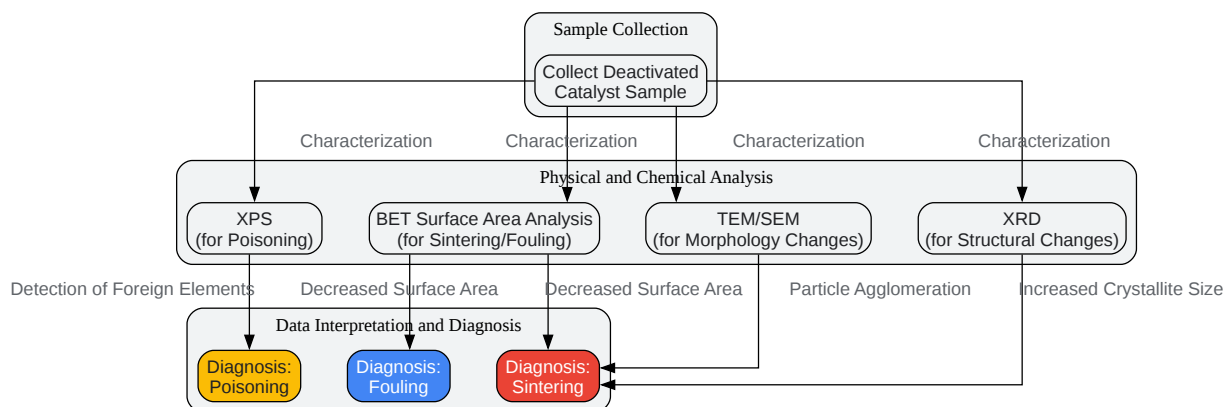 Sample Collection
Collect Deactivated
Catalyst Sample
Characterization
Characterization
Characterization
Characterization
Physical and Chemical Analysis
XPS
(for Poisoning)
BET Surface Area Analysis
(for Sintering/Fouling)
TEM/SEM
(for Morphology Changes)
XRD
(for Structural Changes)
Detection of Foreign Elements
Decreased Surface Area
Decreased Surface Area
Particle Agglomeration
Increased Crystallite Size
Data Interpretation and Diagnosis
Diagnosis:
Poisoning
Diagnosis:
Fouling
Diagnosis:
Sintering